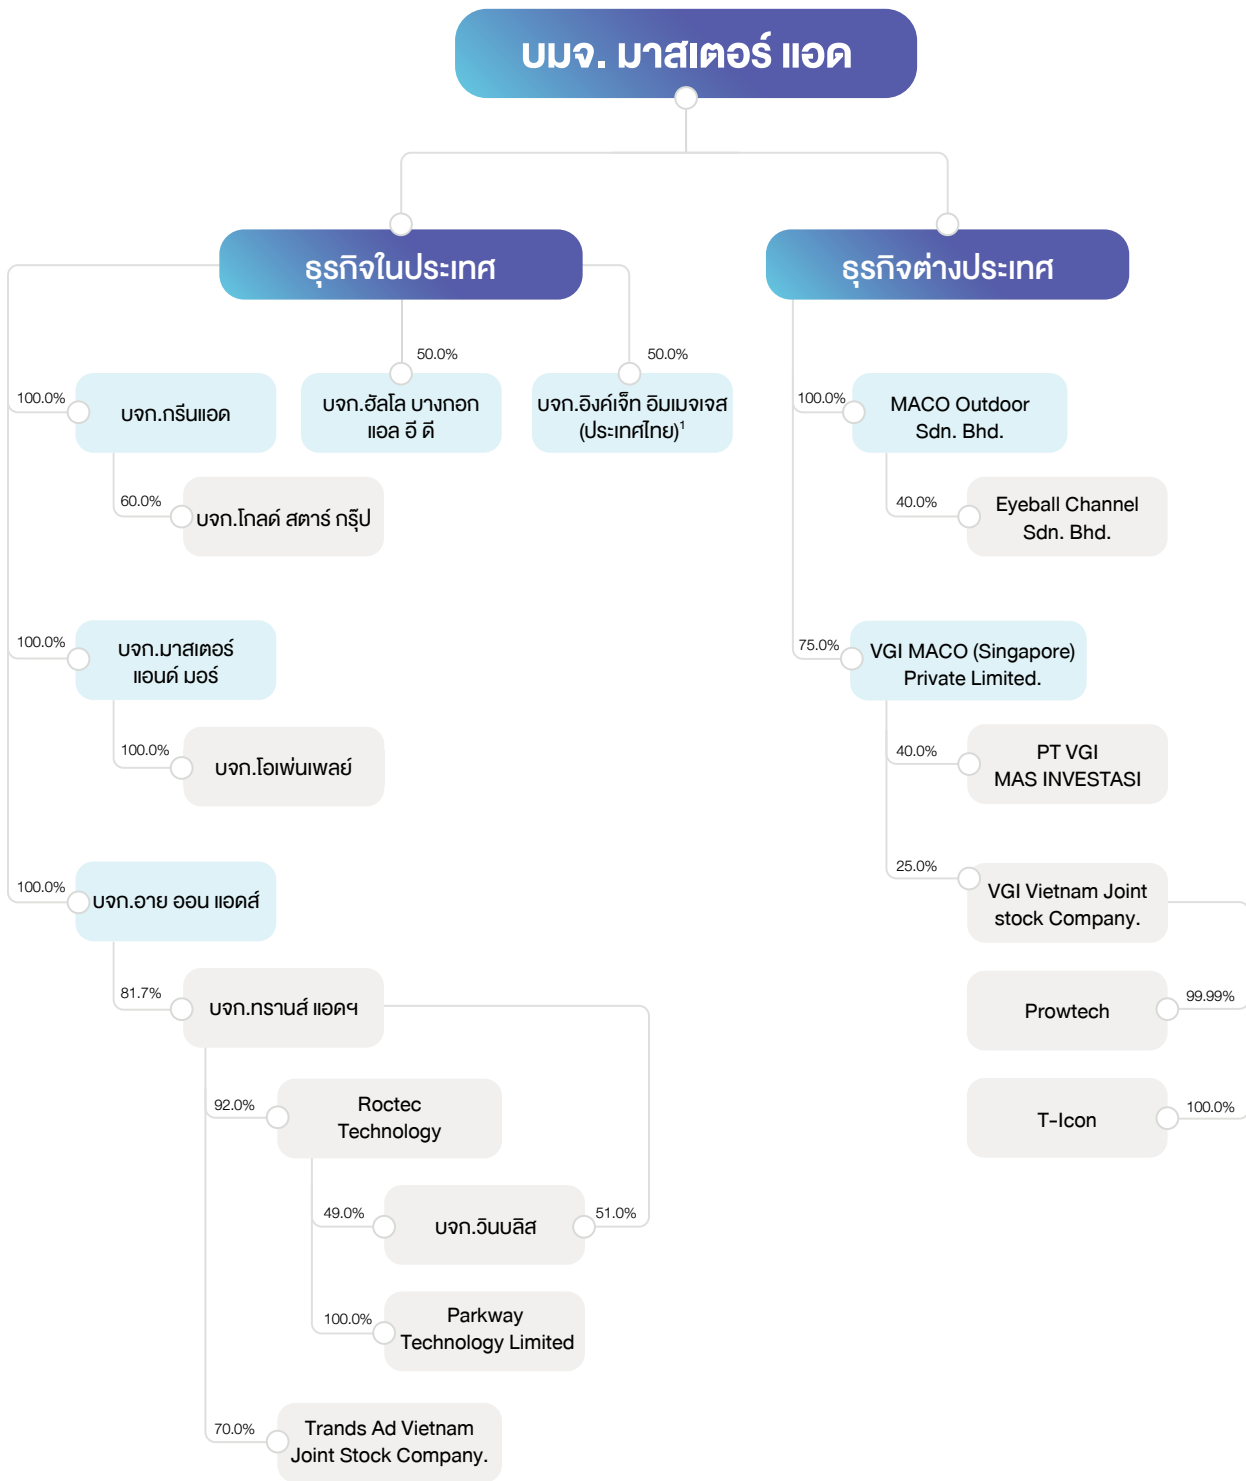 บมจ. มาสเตอร์ แอด
ธุรกิจในประเทศ
ธุรกิจต่างประเทศ
100.0%
บจก.กรีนแอด
50.0%
บจก.ฮัลโล บางกอก
แอล อี ดี
50.0%
บจก.อิงค์เจ็ท อิมเมจเจส
(ประเทศไทย)¹
60.0%
บจก.โกลด์ สตาร์ กรุ๊ป
100.0%
บจก.มาสเตอร์
แอนด์ มอร์
100.0%
บจก.โอเพ่นเพลย์
100.0%
บจก.อาย ออน แอดส์
81.7%
บจก.ทรานส์ แอดฯ
92.0%
Roctec
Technology
49.0%
บจก.วินบลิส
51.0%
100.0%
Parkway
Technology Limited
70.0%
Trands Ad Vietnam
Joint Stock Company.
100.0%
MACO Outdoor
Sdn. Bhd.
40.0%
Eyeball Channel
Sdn. Bhd.
75.0%
VGI MACO (Singapore)
Private Limited.
40.0%
PT VGI
MAS INVESTASI
25.0%
VGI Vietnam Joint
stock Company.
Prowtech
99.99%
T-Icon
100.0%